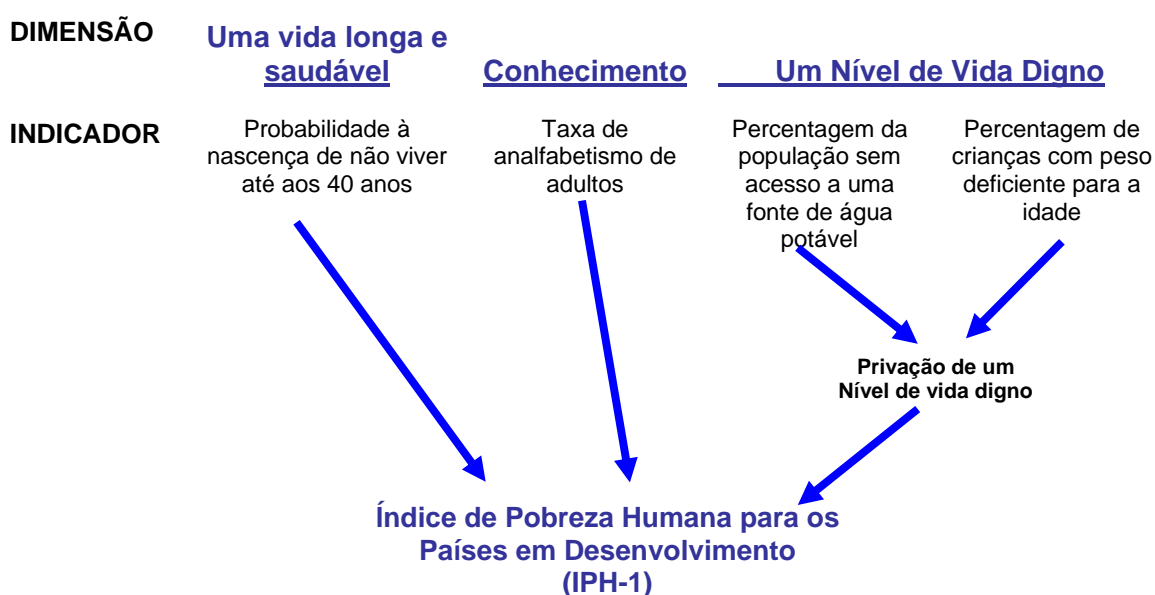 DIMENSÃO
Uma vida longa e
saudável
Conhecimento
Um Nível de Vida Digno
INDICADOR
Probabilidade à
nascença de não viver
até aos 40 anos
Taxa de
analfabetismo de
adultos
Percentagem da
população sem
acesso a uma
fonte de água
potável
Percentagem de
crianças com peso
deficiente para a
idade
Privação de um
Nível de vida digno
Índice de Pobreza Humana para os
Países em Desenvolvimento
(IPH-1)